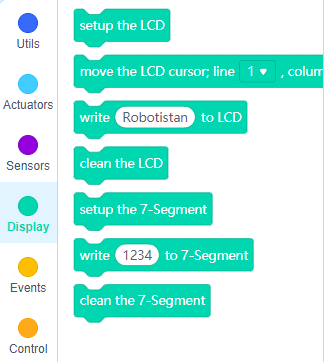 Utils
Actuators
Sensors
Display
Events
Control
setup the LCD
move the LCD cursor; line 1 , colum
write Robotistan to LCD
clean the LCD
setup the 7-Segment
write 1234 to 7-Segment
clean the 7-Segment